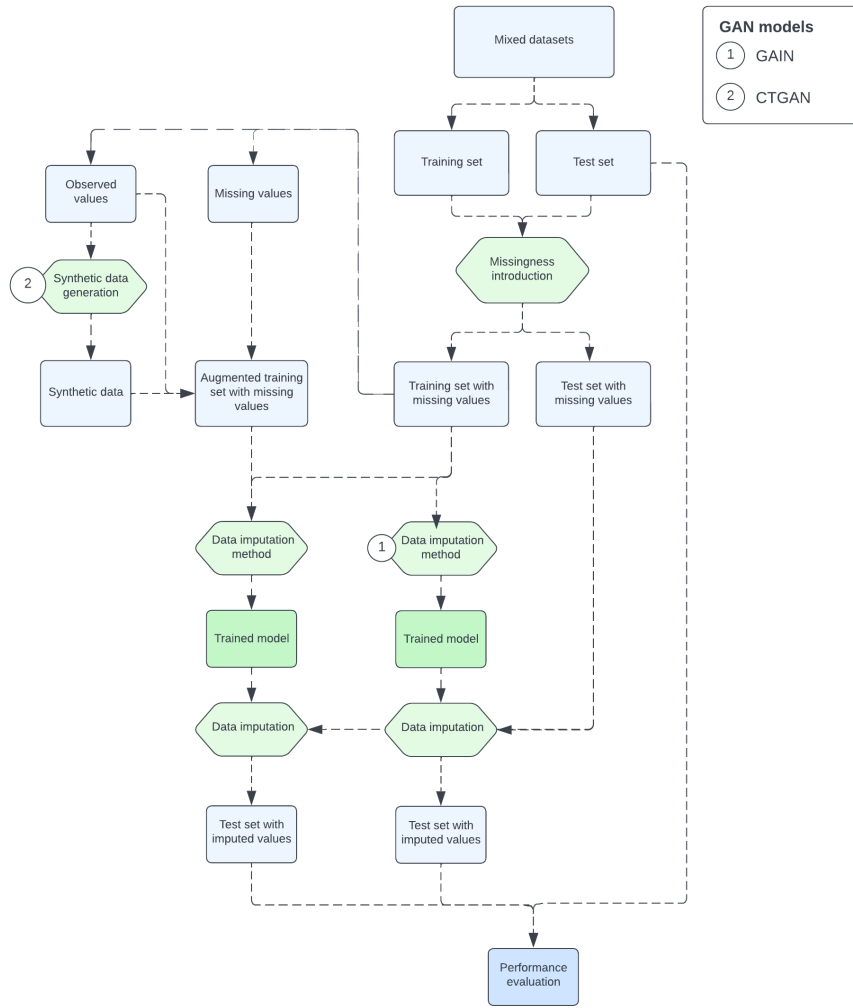 Mixed datasets
GAN models
1
GAIN
2
CTGAN
Training set
Test set
Observed
values
Missing values
Missingness
introduction
2
Synthetic data
generation
Synthetic data
Augmented training
set with missing
values
Training set with
missing values
Test set with
missing values
Data imputation
method
1
Data imputation
method
Trained model
Trained model
Data imputation
Data imputation
Test set with
imputed values
Test set with
imputed values
Performance
evaluation